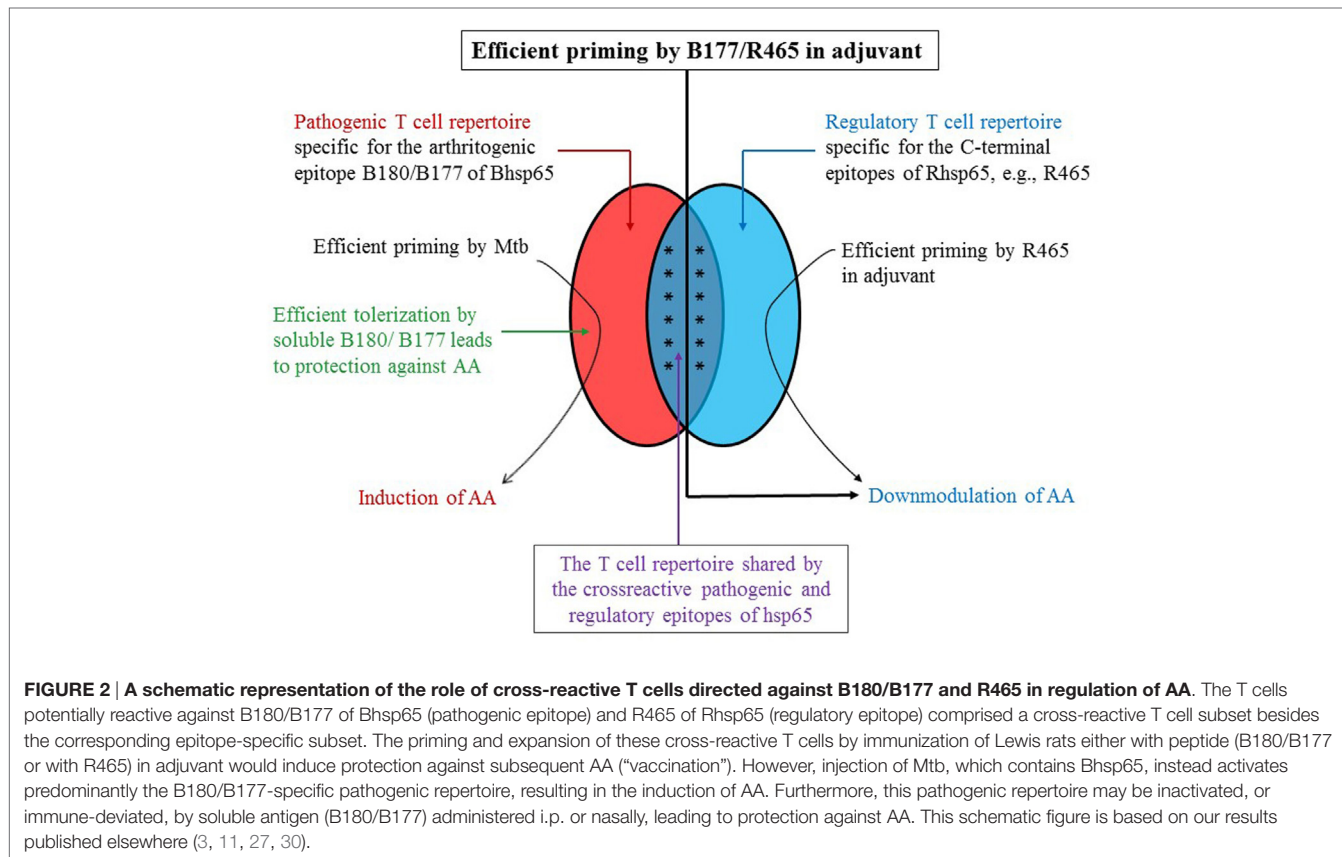 Efficient priming by B177/R465 in adjuvant
Pathogenic T cell repertoire
specific for the arthritogenic
epitope B180/B177 of Bhsp65
Regulatory T cell repertoire
specific for the C-terminal
epitopes of Rhsp65, e.g., R465
Efficient priming by Mtb
Efficient priming by R465
in adjuvant
Efficient tolerization by
soluble B180/ B177 leads
to protection against AA
* *
* *
* *
* *
* *
* *
Induction of AA
Downmodulation of AA
The T cell repertoire shared by
the crossreactive pathogenic and
regulatory epitopes of hsp65
FIGURE 2 | A schematic representation of the role of cross-reactive T cells directed against B180/B177 and R465 in regulation of AA. The T cells
potentially reactive against B180/B177 of Bhsp65 (pathogenic epitope) and R465 of Rhsp65 (regulatory epitope) comprised a cross-reactive T cell subset besides
the corresponding epitope-specific subset. The priming and expansion of these cross-reactive T cells by immunization of Lewis rats either with peptide (B180/B177
or with R465) in adjuvant would induce protection against subsequent AA (“vaccination”). However, injection of Mtb, which contains Bhsp65, instead activates
predominantly the B180/B177-specific pathogenic repertoire, resulting in the induction of AA. Furthermore, this pathogenic repertoire may be inactivated, or
immune-deviated, by soluble antigen (B180/B177) administered i.p. or nasally, leading to protection against AA. This schematic figure is based on our results
published elsewhere (3, 11, 27, 30).